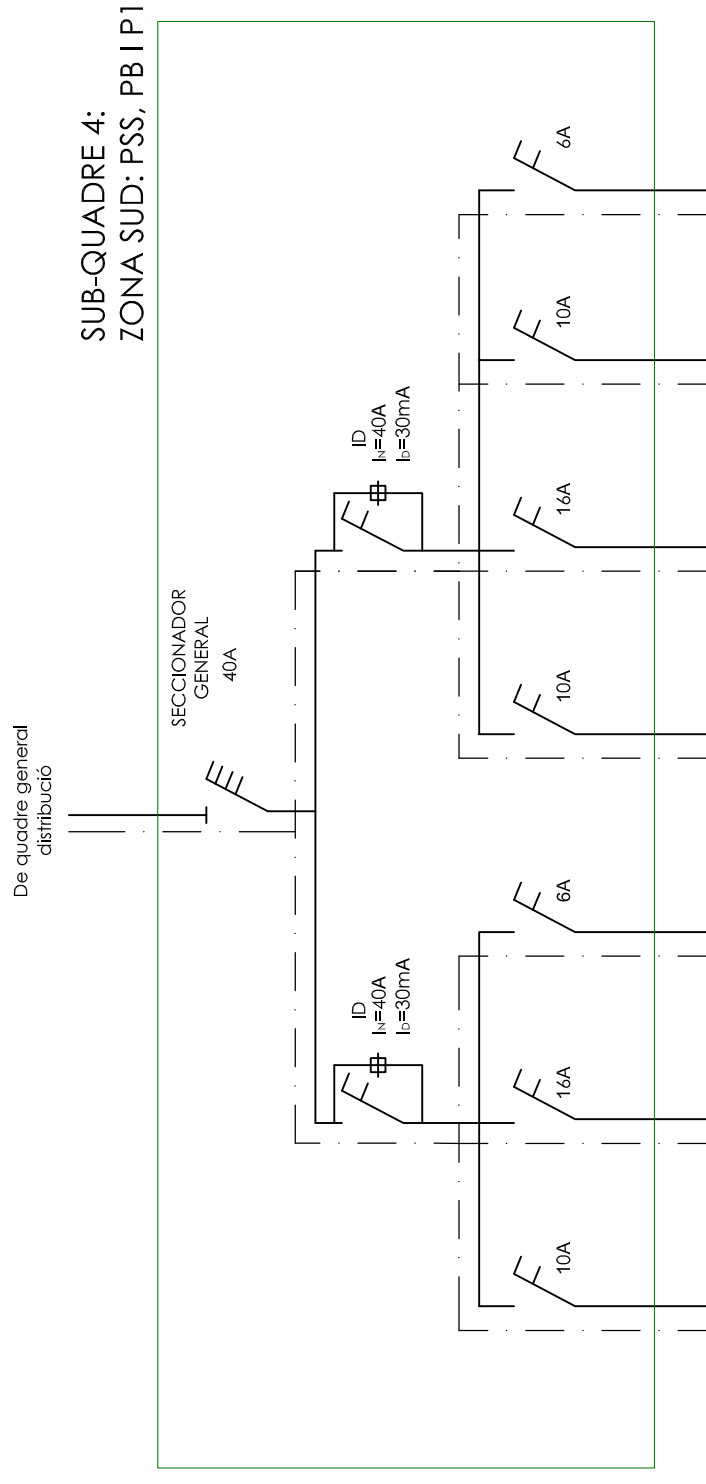 SUB-QUADRE 4:
ZONA SUD: PSS, PB I P1
De quadre general
distribució
SECCIONADOR
GENERAL
40A
ID
IN=40A
ID=30mA
ID
IN=40A
ID=30mA
10A
16A
6A
10A
16A
10A
6A